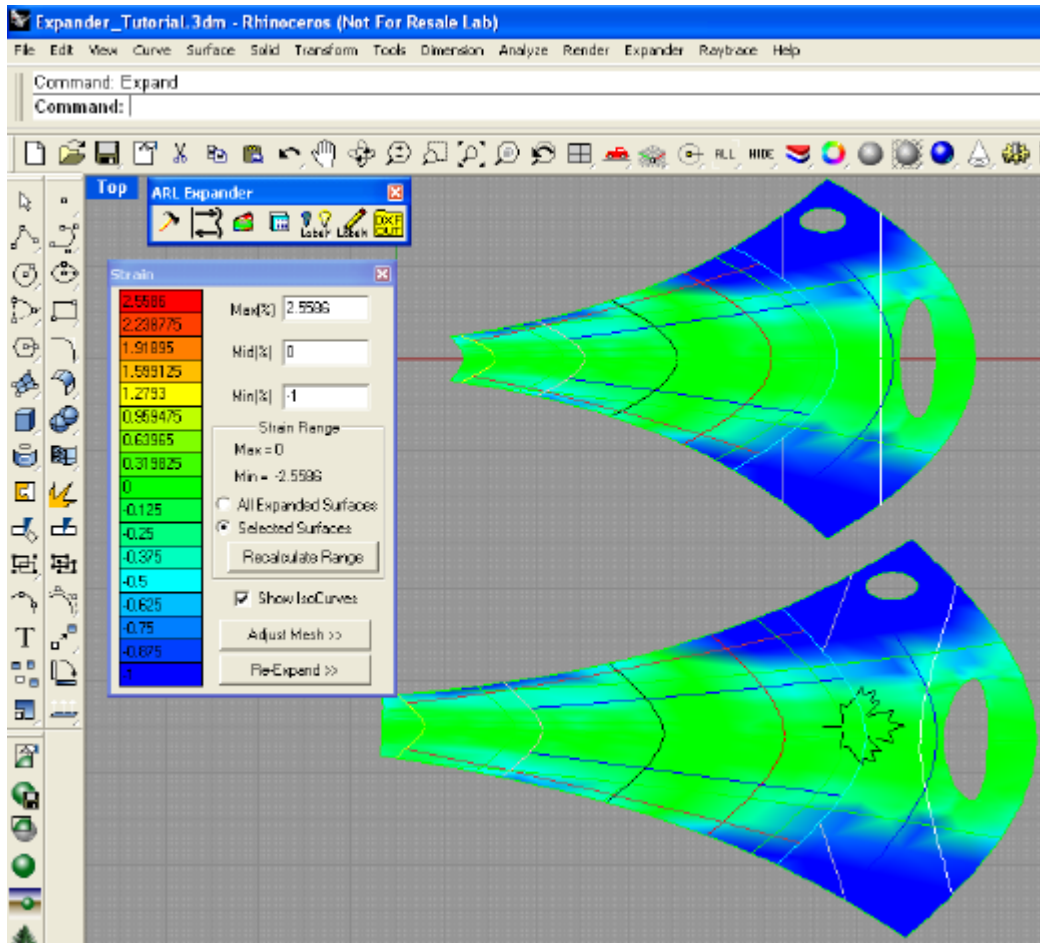 Expander_Tutorial.3dm - Rhinoceros (Not For Resale Lab)
File Edit View Curve Surface Solid Transform Tools Dimension Analyze Render Expander Raytrace Help
Command: Expand
Command:
ALL HIDE
Top
ARL Expander
Label Label DXF OUT
Strain
2.5586
2.238775
1.91895
1.599125
1.2793
0.959475
0.63965
0.319825
0
-0.125
-0.25
-0.375
-0.5
-0.625
-0.75
-0.875
-1
Max(%) 2.5586
Mid(%) 0
Min(%) -1
Strain Range
Max = 0
Min = -2.5586
All Expanded Surfaces
Selected Surfaces
Recalculate Range
Show IsoCurves
Adjust Mesh >>
Re-Expand >>
T